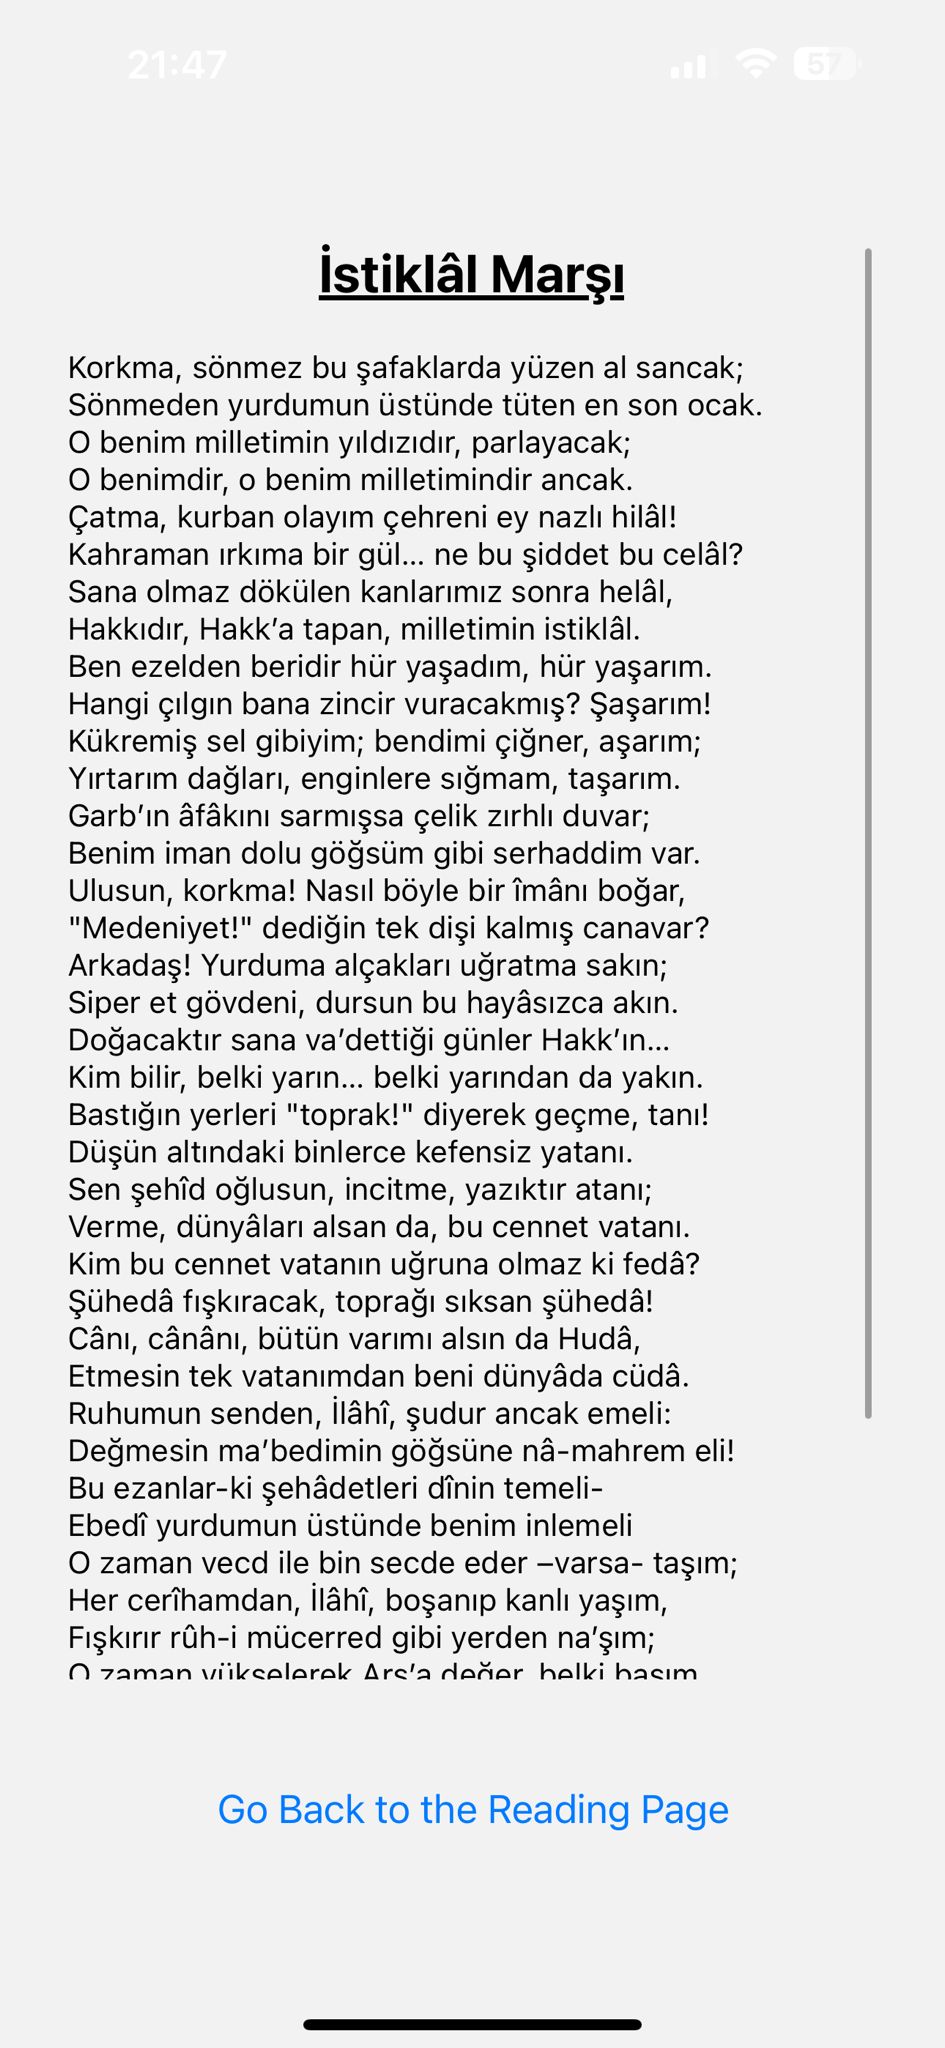 21:47
57
İstiklâl Marşı
Korkma, sönmez bu şafaklarda yüzen al sancak;
Sönmeden yurdumun üstünde tüten en son ocak.
O benim milletimin yıldızıdır, parlayacak;
O benimdir, o benim milletimindir ancak.
Çatma, kurban olayım çehreni ey nazlı hilâl!
Kahraman ırkıma bir gül... ne bu şiddet bu celâl?
Sana olmaz dökülen kanlarımız sonra helâl,
Hakkıdır, Hakk’a tapan, milletimin istiklâl.
Ben ezelden beridir hür yaşadım, hür yaşarım.
Hangi çılgın bana zincir vuracakmış? Şaşarım!
Kükremiş sel gibiyim; bendimi çiğner, aşarım;
Yırtarım dağları, enginlere sığmam, taşarım.
Garb’ın âfâkını sarmışsa çelik zırhlı duvar;
Benim iman dolu göğsüm gibi serhaddim var.
Ulusun, korkma! Nasıl böyle bir îmânı boğar,
"Medeniyet!" dediğin tek dişi kalmış canavar?
Arkadaş! Yurduma alçakları uğratma sakın;
Siper et gövdeni, dursun bu hayâsızca akın.
Doğacaktır sana va’dettiği günler Hakk’ın...
Kim bilir, belki yarın... belki yarından da yakın.
Bastığın yerleri "toprak!" diyerek geçme, tanı!
Düşün altındaki binlerce kefensiz yatanı.
Sen şehîd oğlusun, incitme, yazıktır atanı;
Verme, dünyâları alsan da, bu cennet vatanı.
Kim bu cennet vatanın uğruna olmaz ki fedâ?
Şühedâ fışkıracak, toprağı sıksan şühedâ!
Cânı, cânânı, bütün varımı alsın da Hudâ,
Etmesin tek vatanımdan beni dünyâda cüdâ.
Ruhumun senden, İlâhî, şudur ancak emeli:
Değmesin ma’bedimin göğsüne nâ-mahrem eli!
Bu ezanlar-ki şehâdetleri dînin temeli-
Ebedî yurdumun üstünde benim inlemeli
O zaman vecd ile bin secde eder –varsa- taşım;
Her cerîhamdan, İlâhî, boşanıp kanlı yaşım,
Fışkırır rûh-i mücerred gibi yerden na’şım;
O zaman yükselerek Arş’a değer, belki başım
Go Back to the Reading Page